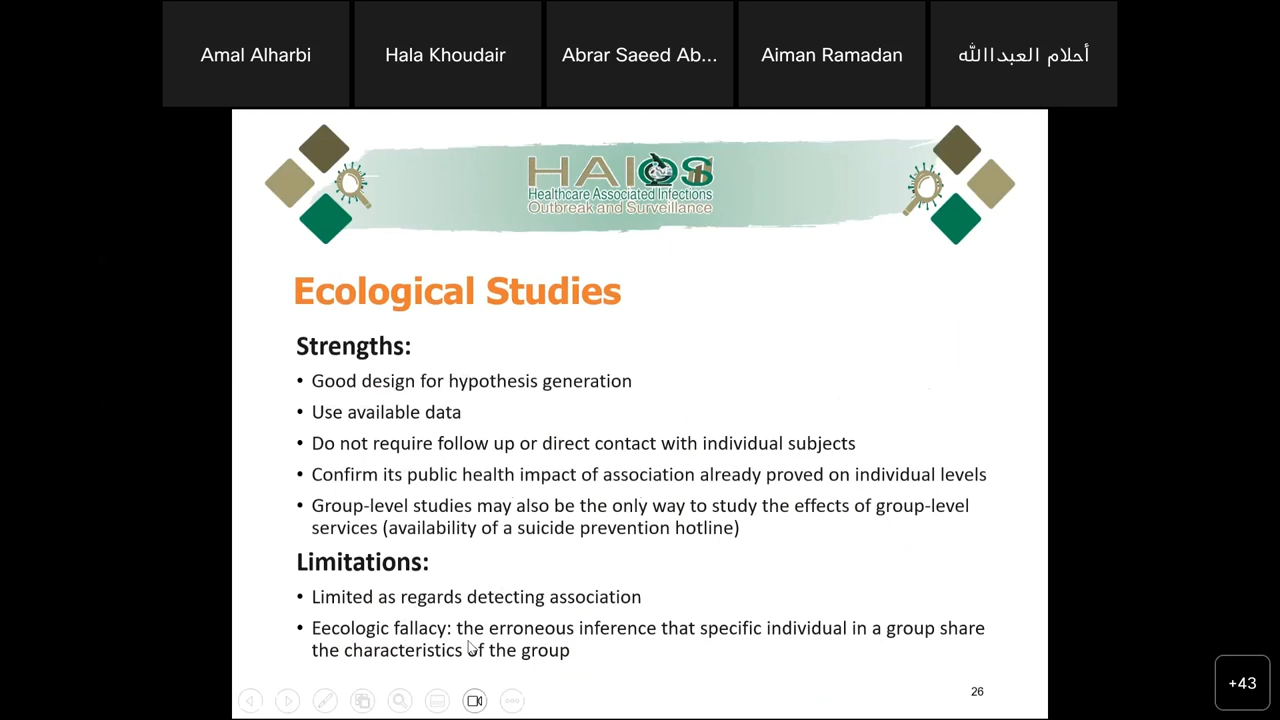 Amal Alharbi
Hala Khoudair
Abrar Saeed Ab...
Aiman Ramadan
أحلام العبداالله
HAIOS
Healthcare Associated Infections
Outbreak and Surveillance
Ecological Studies
Strengths:
• Good design for hypothesis generation
• Use available data
• Do not require follow up or direct contact with individual subjects
• Confirm its public health impact of association already proved on individual levels
• Group-level studies may also be the only way to study the effects of group-level
services (availability of a suicide prevention hotline)
Limitations:
• Limited as regards detecting association
• Eecologic fallacy: the erroneous inference that specific individual in a group share
the characteristics of the group
26
+43